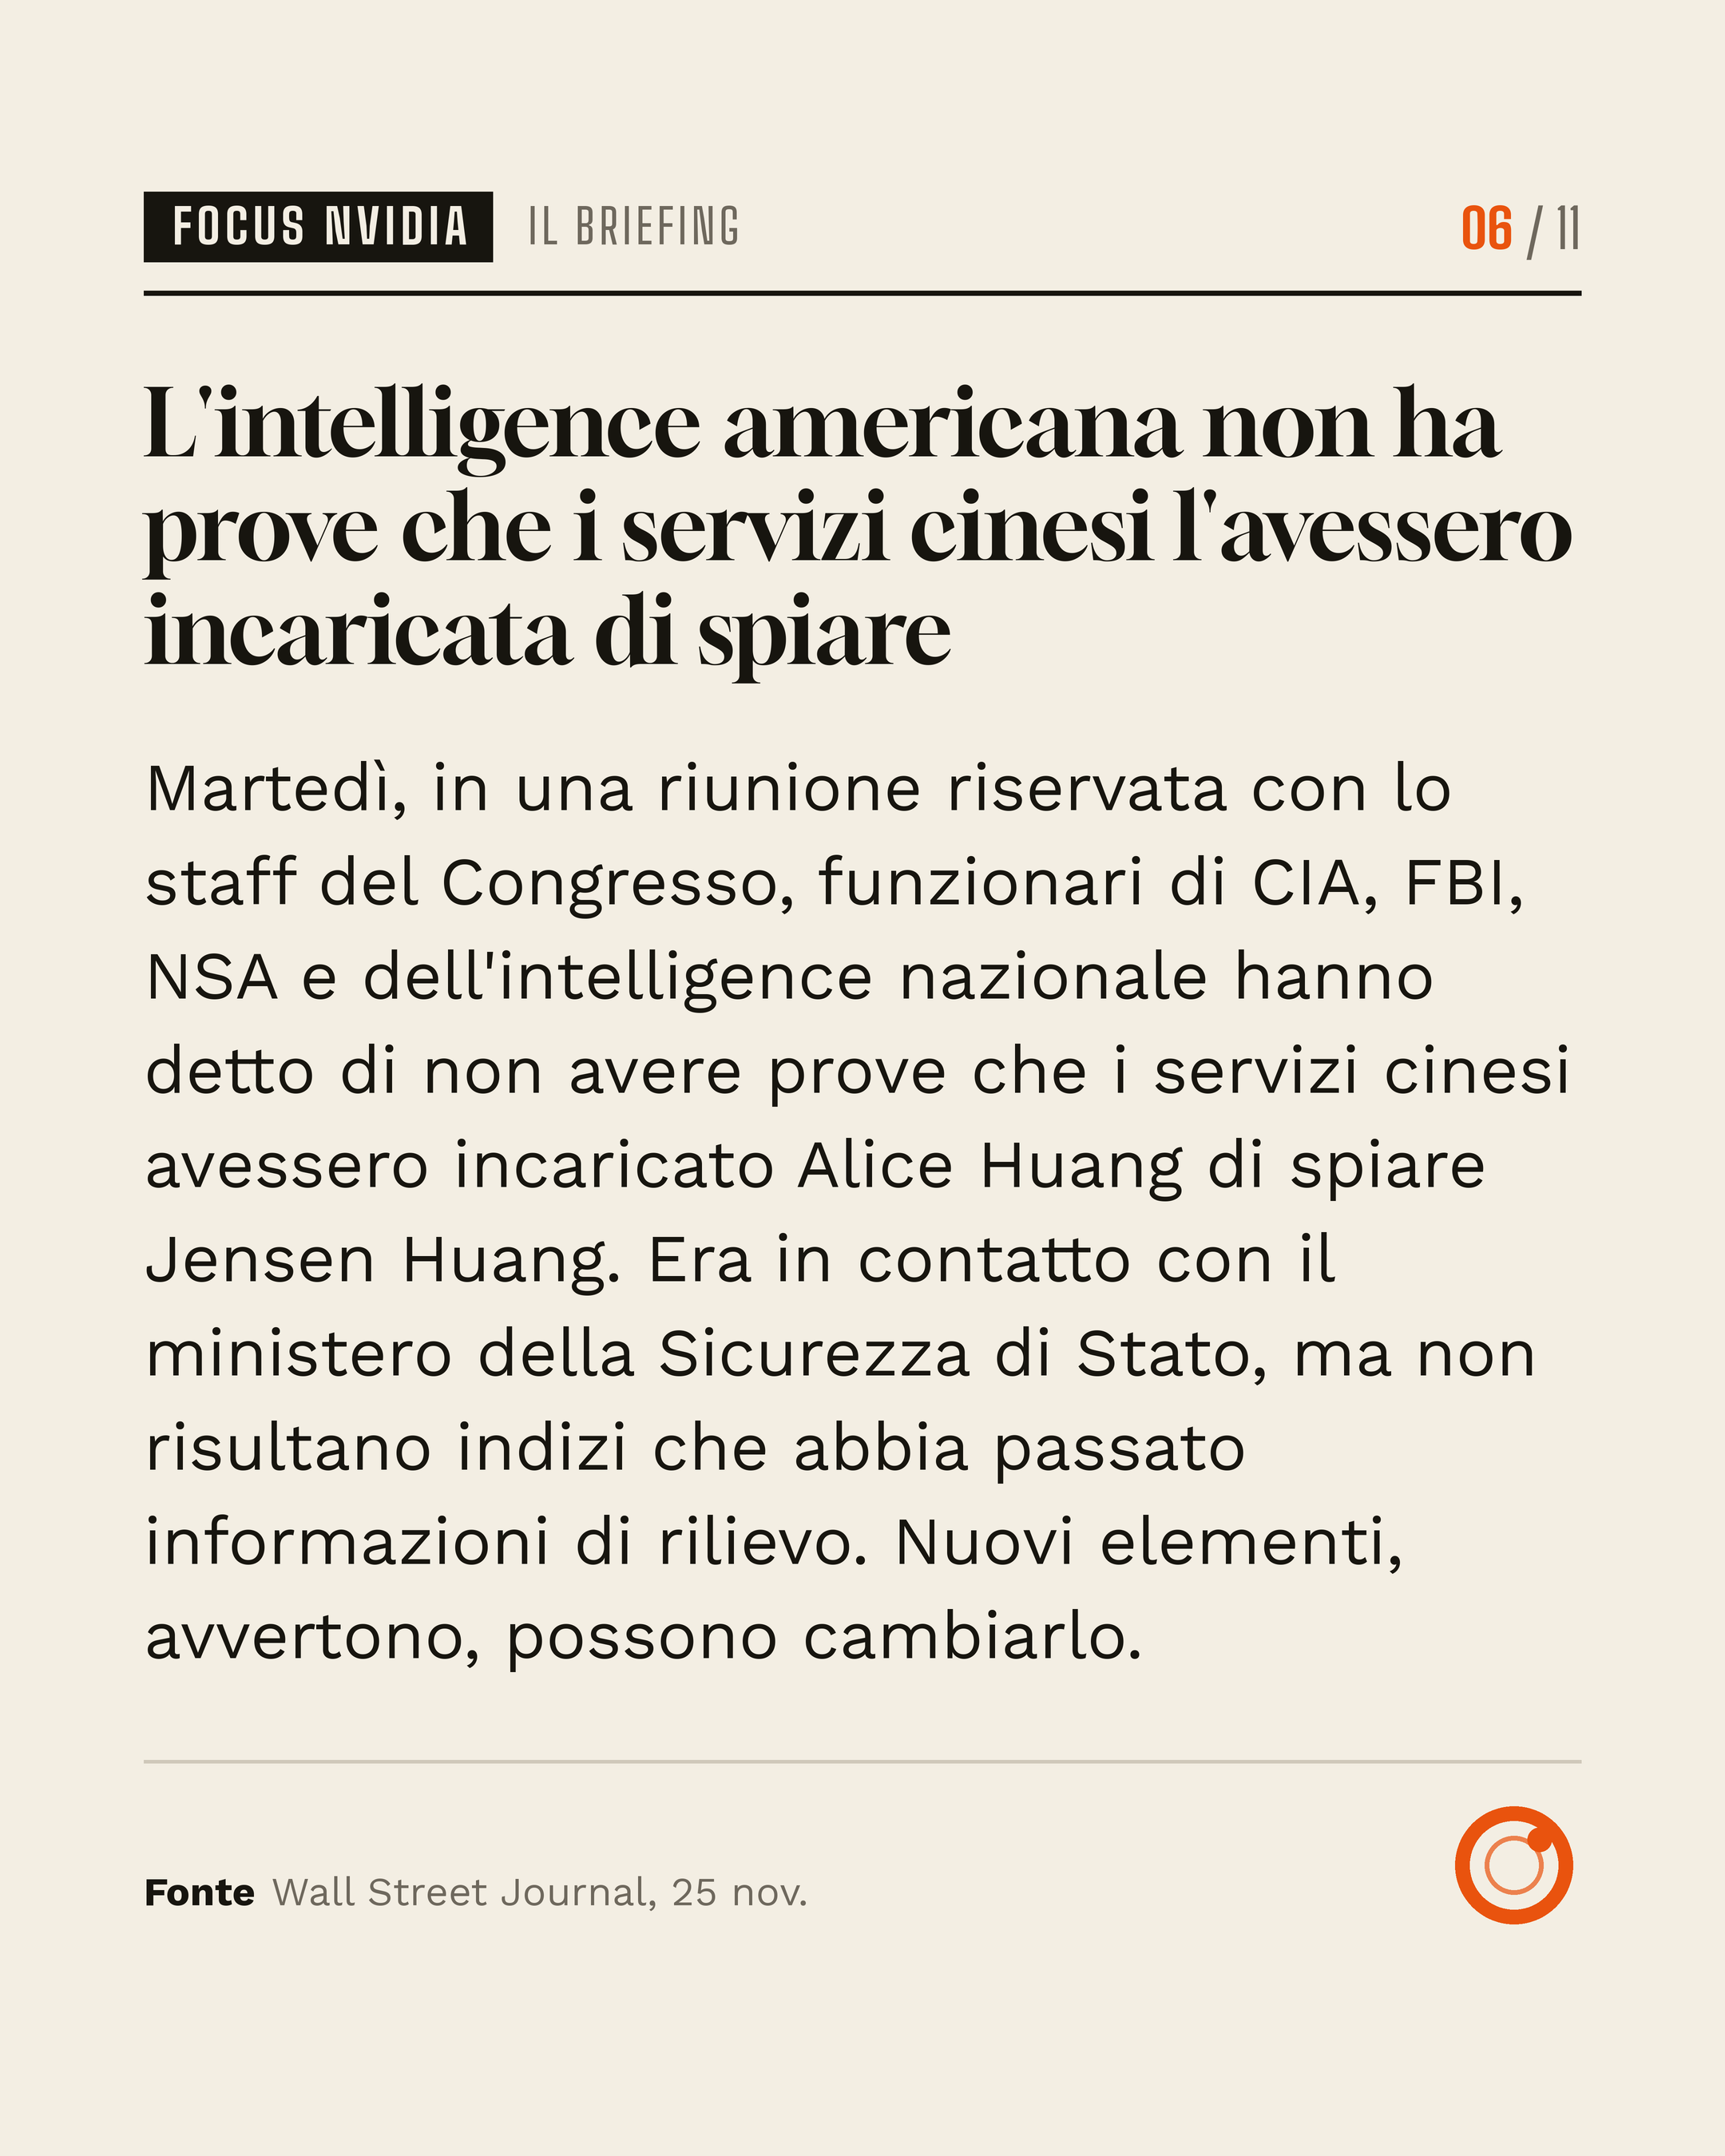 FOCUS NVIDIA IL BRIEFING 06 / 11
L'intelligence americana non ha
prove che i servizi cinesi l'avessero
incaricata di spiare
Martedì, in una riunione riservata con lo
staff del Congresso, funzionari di CIA, FBI,
NSA e dell'intelligence nazionale hanno
detto di non avere prove che i servizi cinesi
avessero incaricato Alice Huang di spiare
Jensen Huang. Era in contatto con il
ministero della Sicurezza di Stato, ma non
risultano indizi che abbia passato
informazioni di rilievo. Nuovi elementi,
avvertono, possono cambiarlo.
Fonte Wall Street Journal, 25 nov.